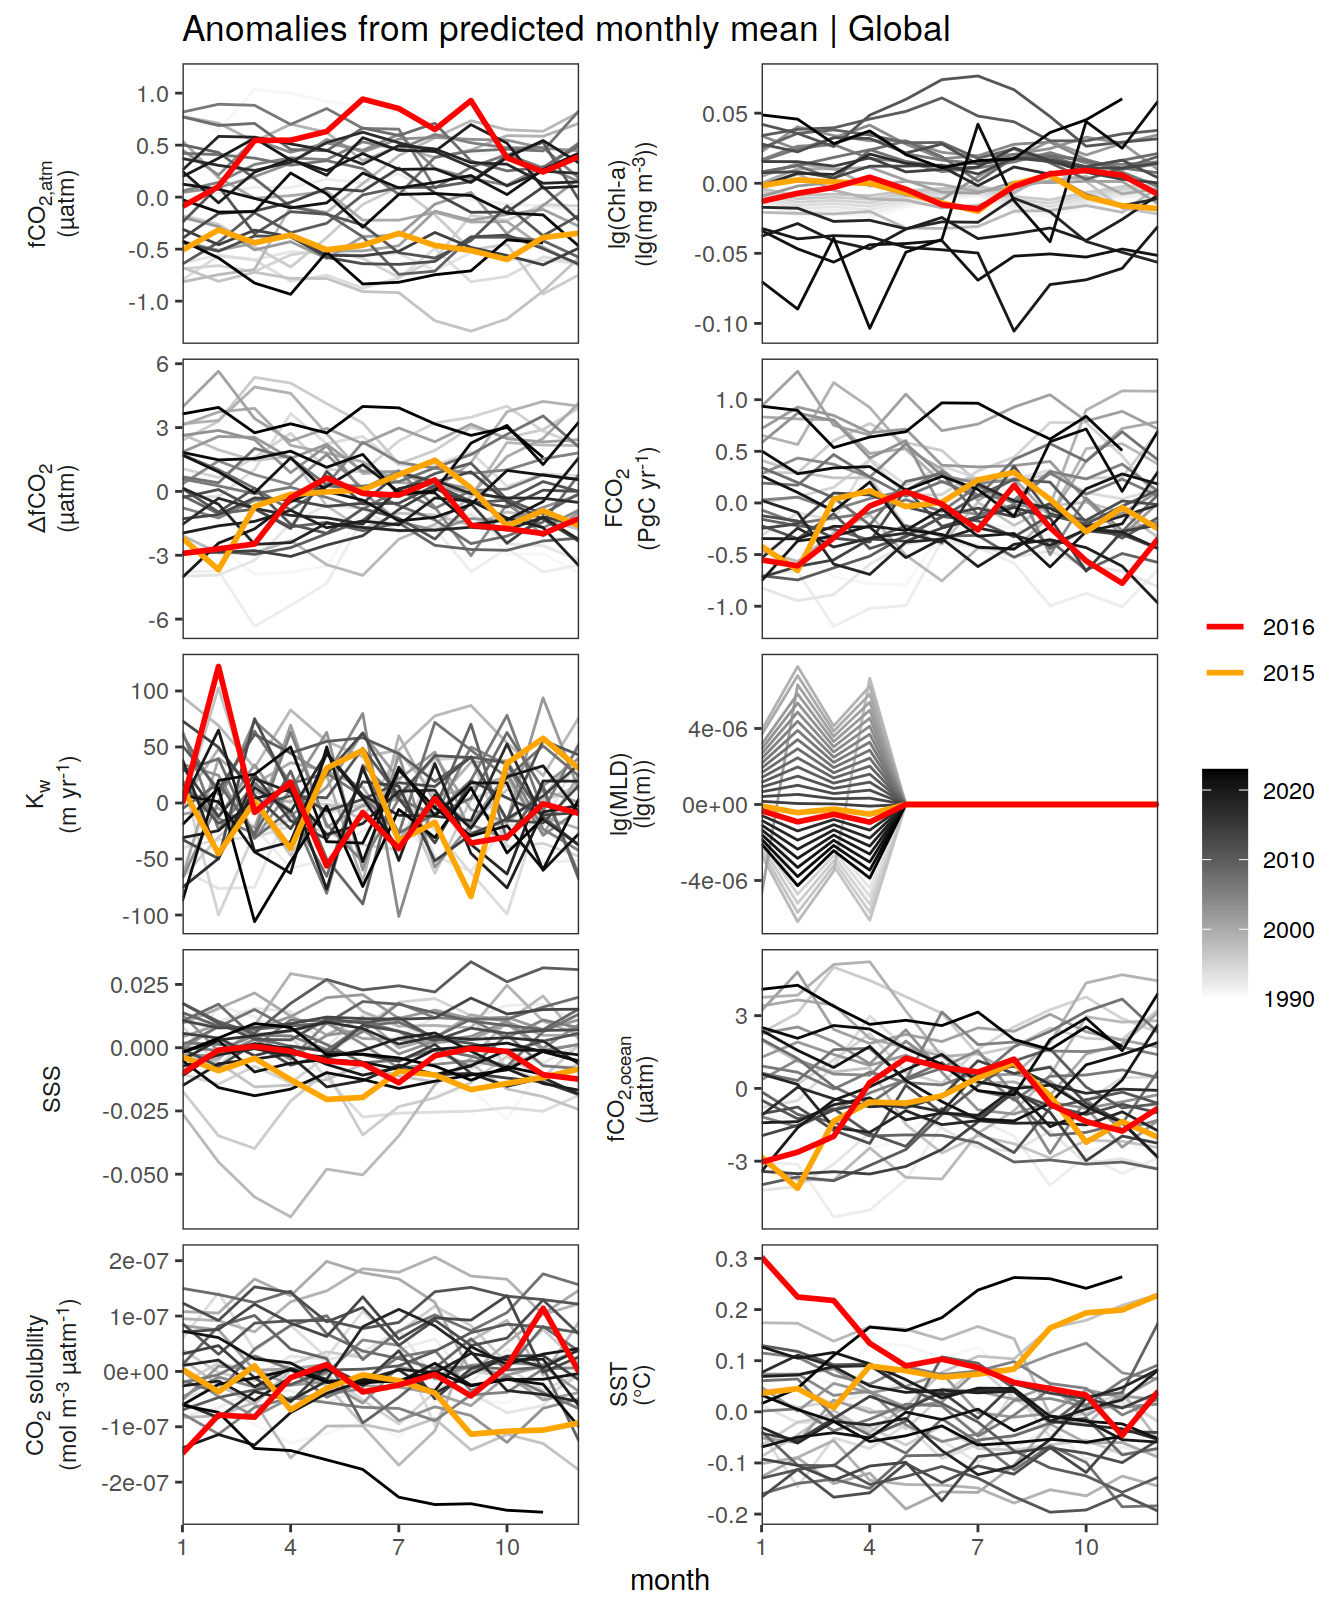 Anomalies from predicted monthly mean | Global
fCO2,atm
(µatm)
1.0
0.5
0.0
-0.5
-1.0
lg(Chl-a)
(lg(mg m-3))
0.05
0.00
-0.05
-0.10
ΔfCO2
(µatm)
6
3
0
-3
-6
FCO2
(PgC yr-1)
1.0
0.5
0.0
-0.5
-1.0
Kw
(m yr-1)
100
50
0
-50
-100
lg(MLD)
(lg(m))
4e-06
0e+00
-4e-06
SSS
0.025
0.000
-0.025
-0.050
fCO2,ocean
(µatm)
3
0
-3
CO2 solubility
(mol m-3 µatm-1)
2e-07
1e-07
0e+00
-1e-07
-2e-07
SST
(°C)
0.3
0.2
0.1
0.0
-0.1
-0.2
1 4 7 10
1 4 7 10
month
2016
2015
2020
2010
2000
1990